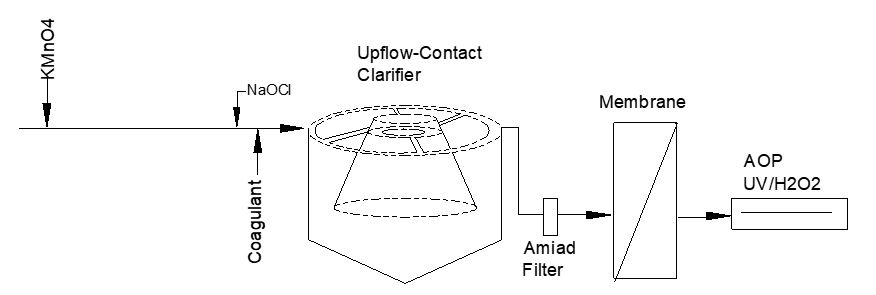 KMnO4
NaOCl
Coagulant
Upflow-Contact
Clarifier
Amiad
Filter
Membrane
AOP
UV/H2O2